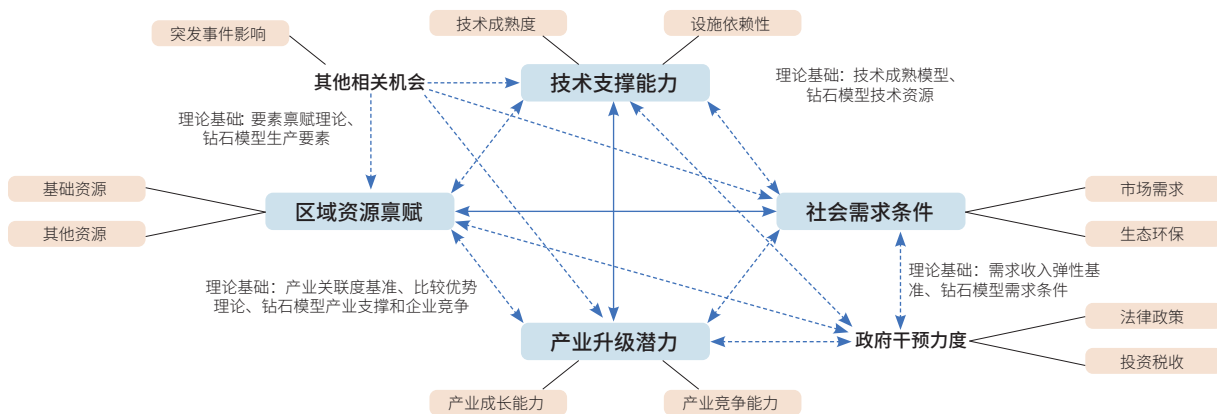 技术成熟度
设施依赖性
突发事件影响
其他相关机会
技术支撑能力
理论基础：技术成熟模型、
钻石模型技术资源
理论基础：要素禀赋理论、
钻石模型生产要素
基础资源
其他资源
区域资源禀赋
社会需求条件
市场需求
生态环保
理论基础：产业关联度基准、比较优势
理论、钻石模型产业支撑和企业竞争
理论基础：需求收入弹性基
准、钻石模型需求条件
产业升级潜力
政府干预力度
法律政策
投资税收
产业成长能力
产业竞争能力